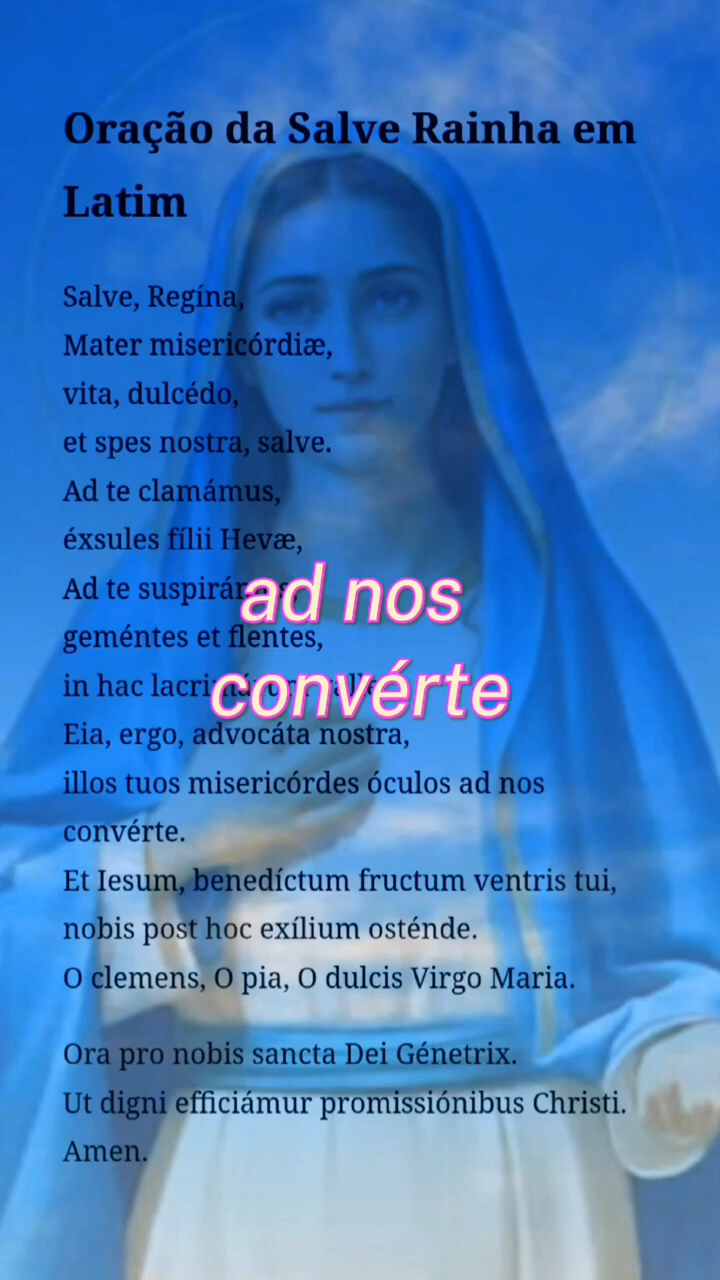 Oração da Salve Rainha em
Latim
Salve, Regína,
Mater misericórdiæ,
vita, dulcédo,
et spes nostra, salve.
Ad te clamámus,
éxsules fílii Hevæ,
Ad te
geméntes et flentes,
in hac
Eia, ergo, advocáta nostra,
illos tuos misericórdes óculos ad nos
convérte.
Et Iesum, benedíctum fructum ventris tui,
nobis post hoc exílium osténde.
O clemens, O pia, O dulcis Virgo Maria.
Ora pro nobis sancta Dei Génetrix.
Ut digni efficiámur promissiónibus Christi.
Amen.
ad nos
convérte